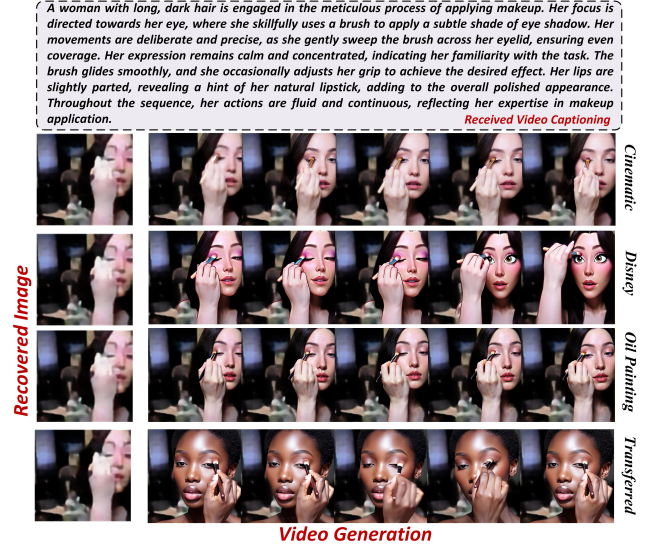 A woman with long, dark hair is engaged in the meticulous process of applying makeup. Her focus is
directed towards her eye, where she skillfully uses a brush to apply a subtle shade of eye shadow. Her
movements are deliberate and precise, as she gently sweep the brush across her eyelid, ensuring even
coverage. Her expression remains calm and concentrated, indicating her familiarity with the task. The
brush glides smoothly, and she occasionally adjusts her grip to achieve the desired effect. Her lips are
slightly parted, revealing a hint of her natural lipstick, adding to the overall polished appearance.
Throughout the sequence, her actions are fluid and continuous, reflecting her expertise in makeup
application.
Received Video Captioning
Recovered Image
Cinematic
Disney
Oil Painting
Transferred
Video Generation